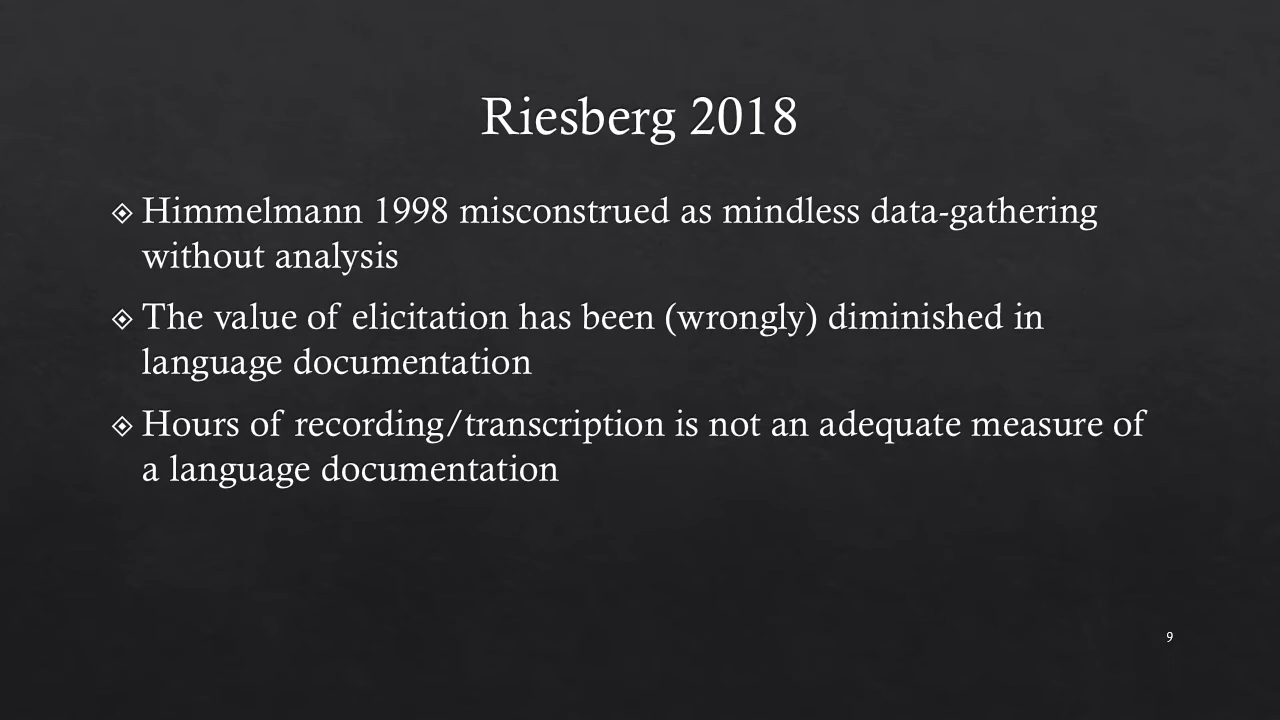 Riesberg 2018
Himmelmann 1998 misconstrued as mindless data-gathering
without analysis
The value of elicitation has been (wrongly) diminished in
language documentation
Hours of recording/transcription is not an adequate measure of
a language documentation
9